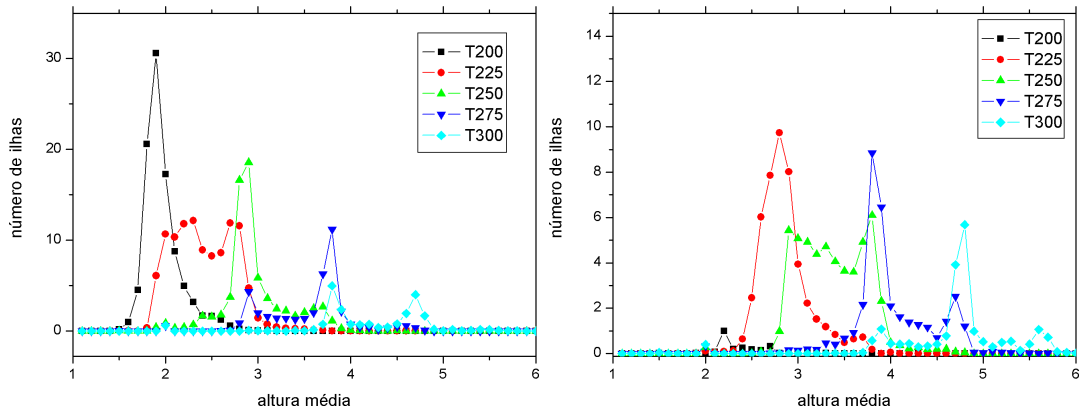 T200
T225
T250
T275
T300
30
20
10
0
número de ilhas
1 2 3 4 5 6
altura média
T200
T225
T250
T275
T300
14
12
10
8
6
4
2
0
número de ilhas
1 2 3 4 5 6
altura média